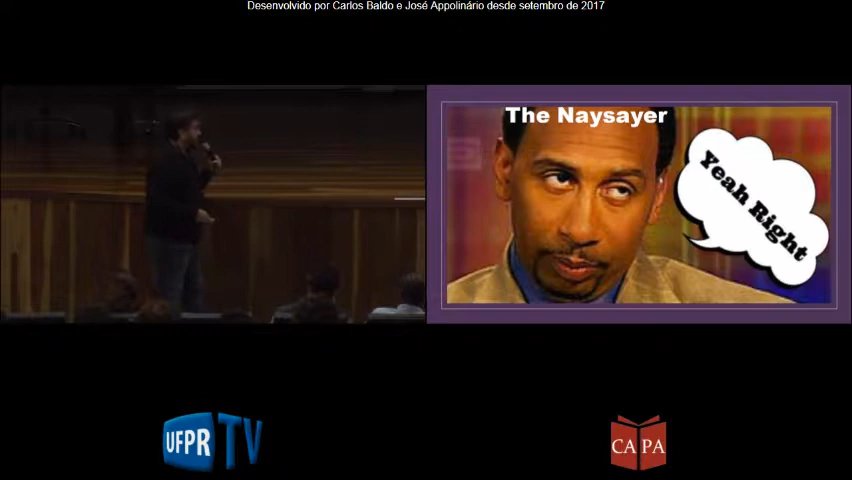 Desenvolvido por Carlos Baldo e José Appolinário desde setembro de 2017
The Naysayer
Yeah Right
UFPR TV
CAPA